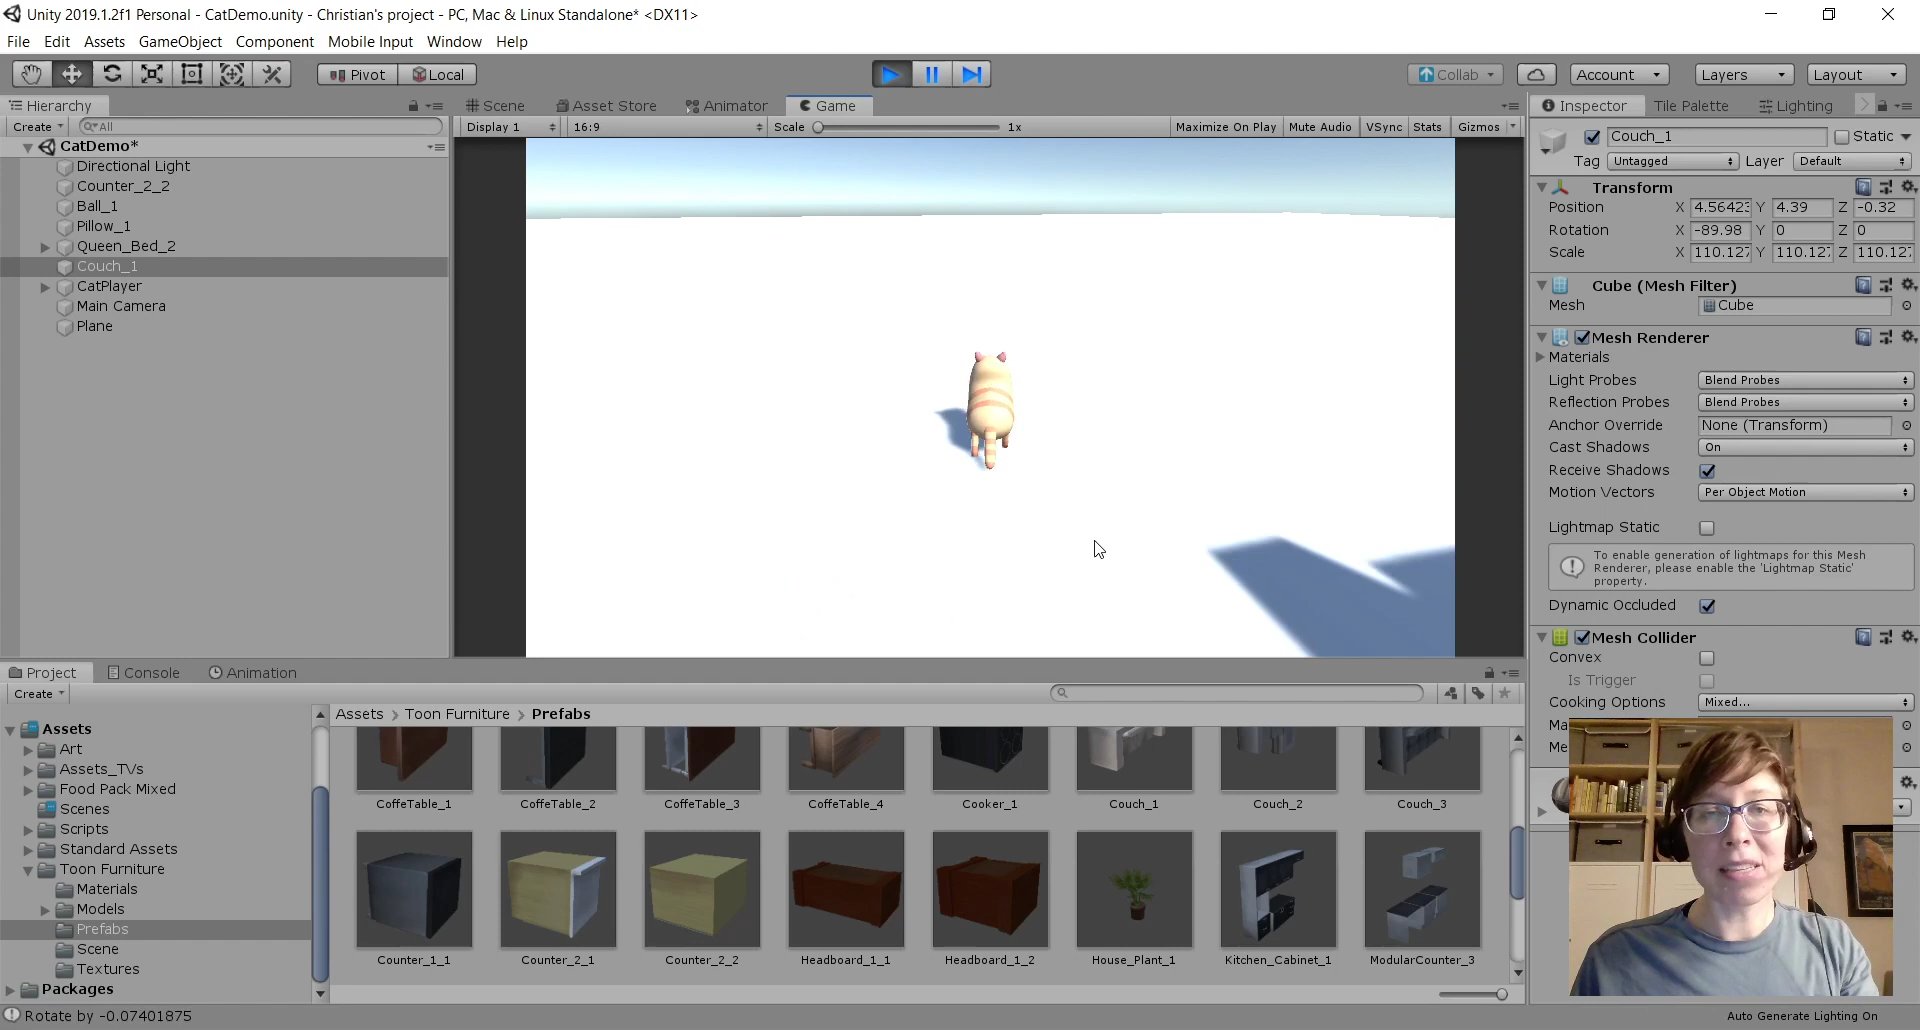 Unity 2019.1.2f1 Personal - CatDemo.unity - Christian's project - PC, Mac & Linux Standalone* <DX11>
File Edit Assets GameObject Component Mobile Input Window Help
Pivot Local Collab Account Layers Layout
Hierarchy Scene Asset Store Animator Game Inspector Tile Palette Lighting
Create All Display 1 16:9 Scale 1x Maximize On Play Mute Audio VSync Stats Gizmos
CatDemo*
Directional Light
Counter_2_2
Ball_1
Pillow_1
Queen_Bed_2
Couch_1
CatPlayer
Main Camera
Plane
Couch_1 Static
Tag Untagged Layer Default
Transform
Position X 4.56423 Y 4.39 Z -0.32
Rotation X -89.98 Y 0 Z 0
Scale X 110.127 Y 110.127 Z 110.127
Cube (Mesh Filter)
Mesh Cube
Mesh Renderer
Materials
Light Probes Blend Probes
Reflection Probes Blend Probes
Anchor Override None (Transform)
Cast Shadows On
Receive Shadows
Motion Vectors Per Object Motion
Lightmap Static
To enable generation of lightmaps for this Mesh
Renderer, please enable the 'Lightmap Static'
property.
Dynamic Occluded
Mesh Collider
Convex
Is Trigger
Cooking Options Mixed...
Ma
Me
Project Console Animation
Create
Assets
Art
Assets_TVs
Food Pack Mixed
Scenes
Scripts
Standard Assets
Toon Furniture
Materials
Models
Prefabs
Scene
Textures
Packages
Assets > Toon Furniture > Prefabs
CoffeTable_1 CoffeTable_2 CoffeTable_3 CoffeTable_4 Cooker_1 Couch_1 Couch_2 Couch_3
Counter_1_1 Counter_2_1 Counter_2_2 Headboard_1_1 Headboard_1_2 House_Plant_1 Kitchen_Cabinet_1 ModularCounter_3
Rotate by -0.07401875
Auto Generate Lighting On